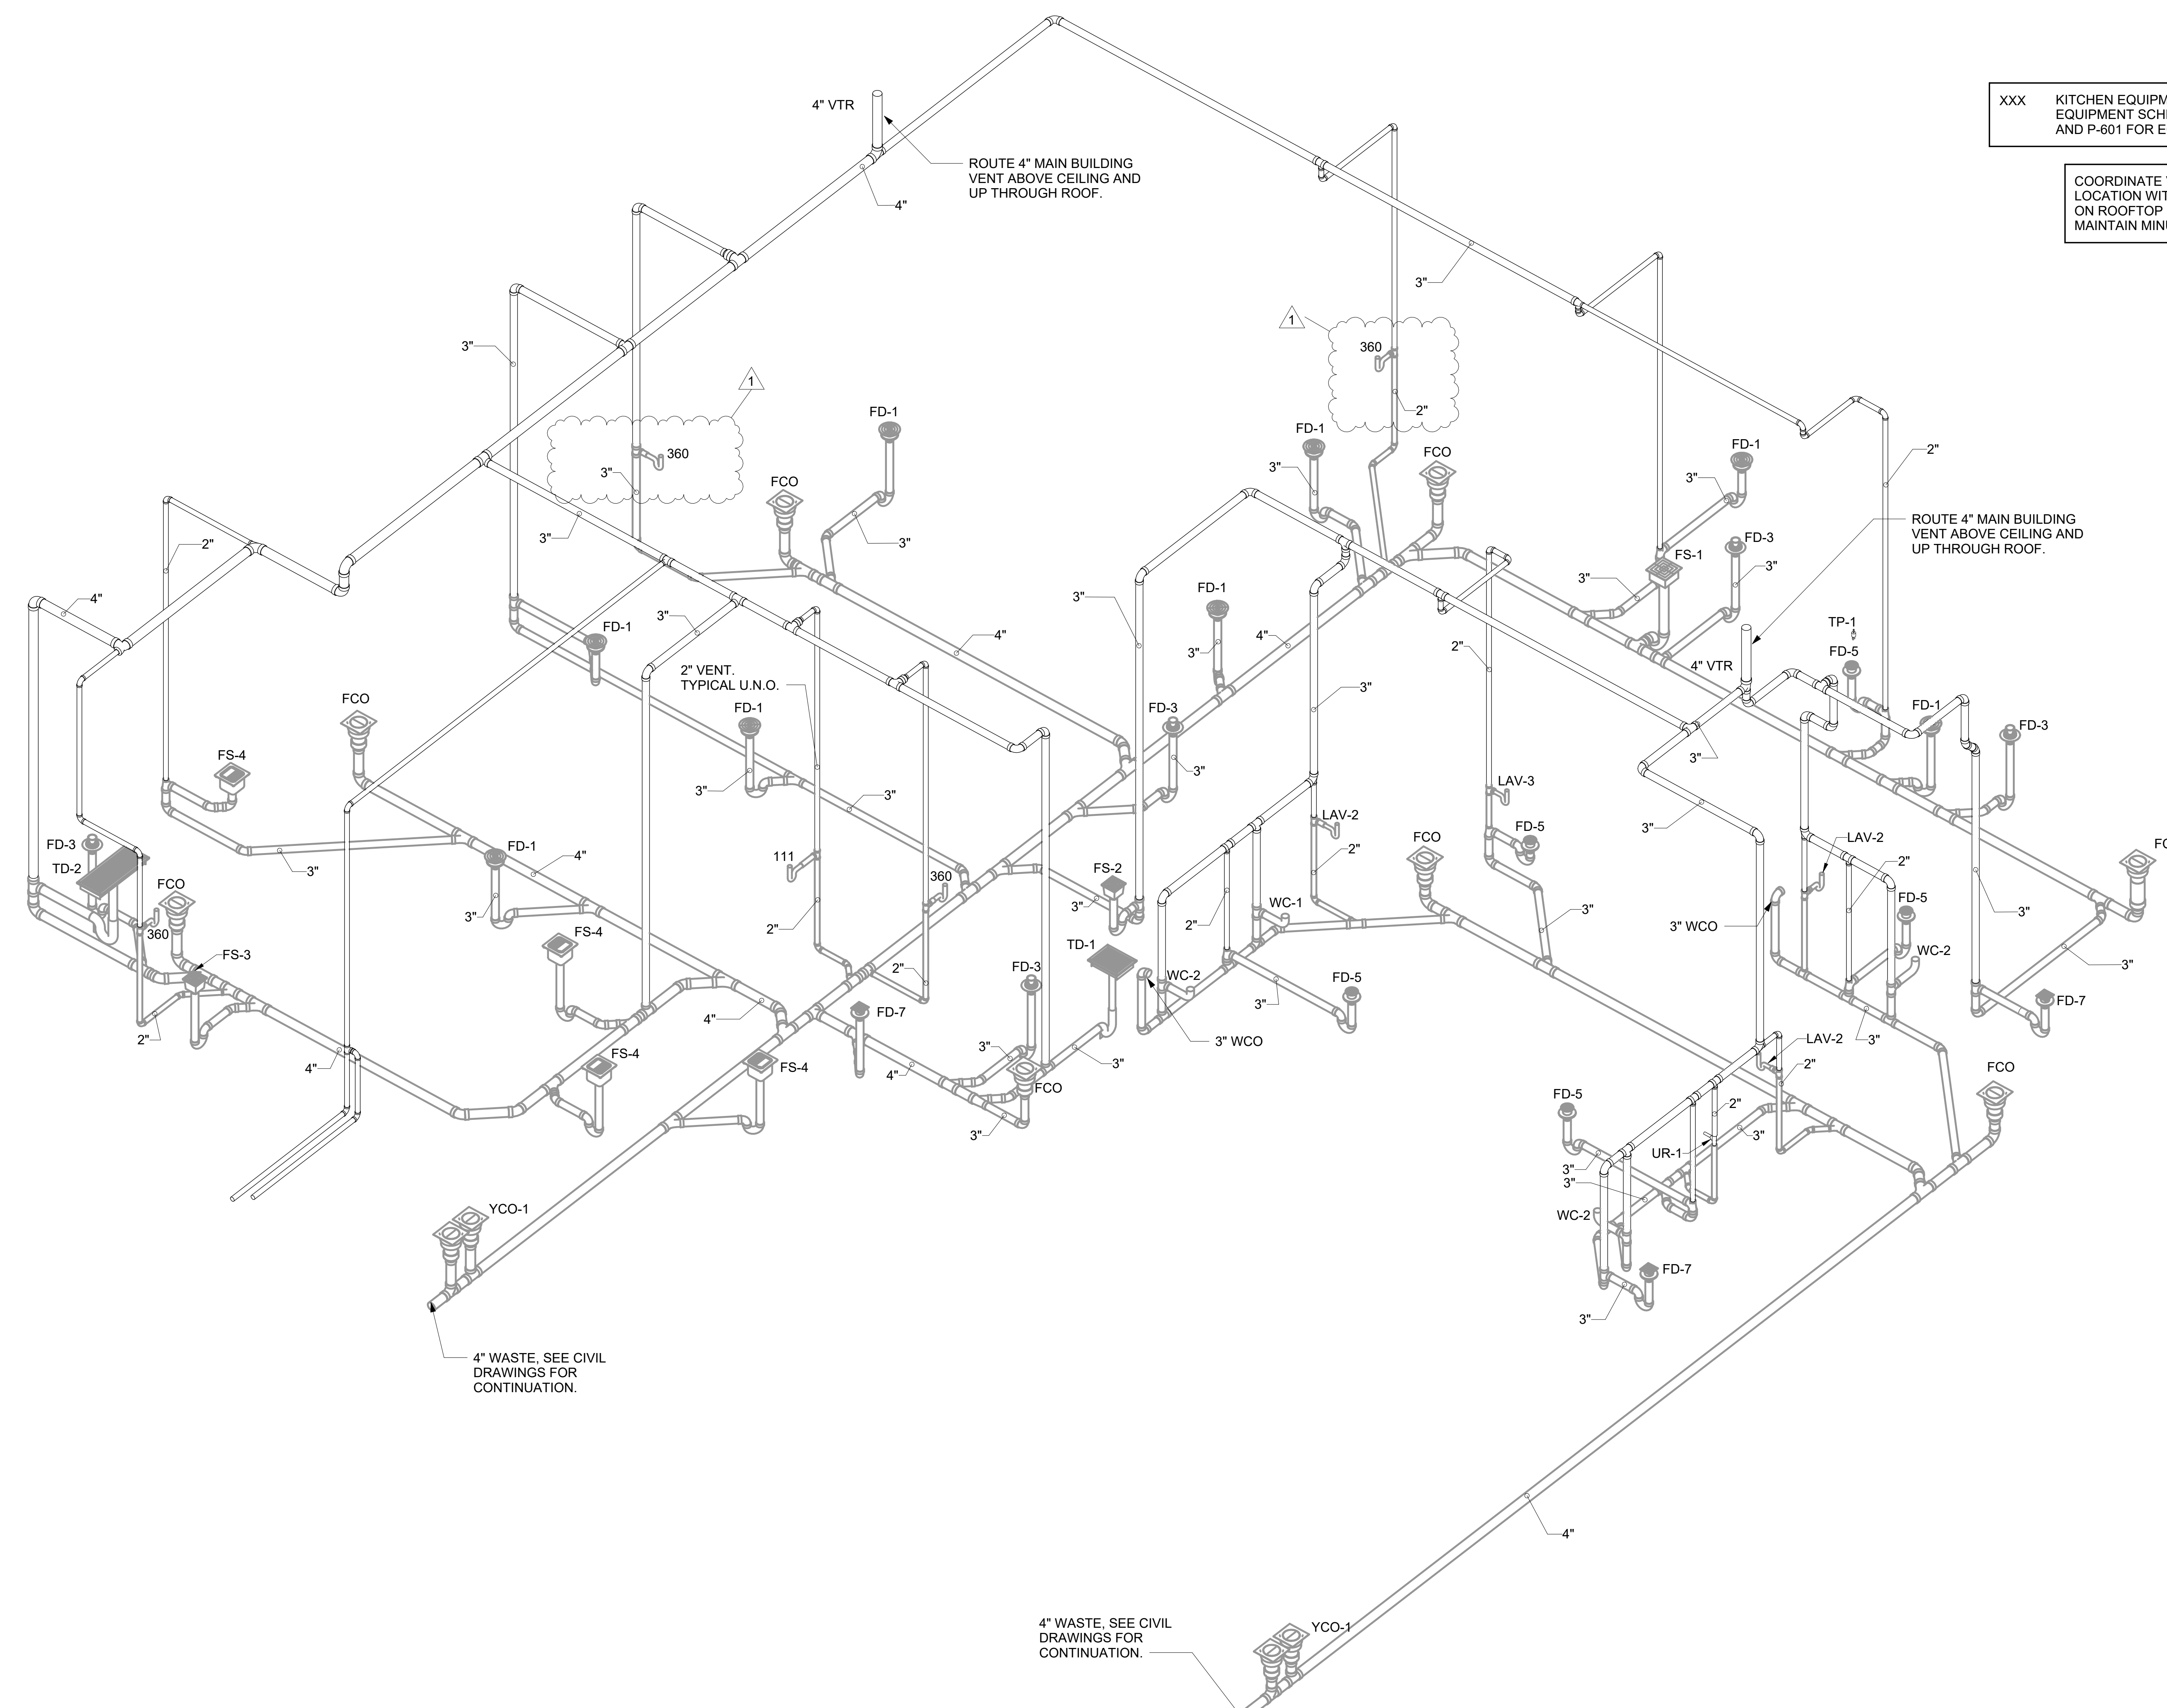 4" VTR
ROUTE 4" MAIN BUILDING
VENT ABOVE CEILING AND
UP THROUGH ROOF.
4"
XXX
KITCHEN
EQUIPMENT
AND P-601 FOR
COORDINATE
LOCATION
ON ROOFTOP
MAINTAIN
3"
3"
1
360
2"
1
360
3"
FD-1
FCO
3"
3"
FD-1
3"
FCO
FD-1
3"
2"
ROUTE 4" MAIN BUILDING
VENT ABOVE CEILING AND
UP THROUGH ROOF.
2"
4"
FD-3
FS-1
3"
3"
3"
FD-1
3"
FD-1
3"
4"
4"
TP-1
FD-5
4" VTR
2" VENT.
TYPICAL U.N.O.
2"
3"
FCO
FD-1
FD-3
FD-1
FD-3
FS-4
3"
3"
3"
3"
LAV-3
3"
LAV-2
FD-5
LAV-2
FD-3
TD-2
FCO
3"
FD-1
4"
111
360
FS-2
2"
FCO
2"
FCO
3"
3"
WC-1
2"
3"
3" WCO
FD-5
3"
360
FS-3
FS-4
2"
TD-1
WC-2
3"
2"
FD-3
FD-5
3"
FD-7
2"
4"
4"
FD-7
3" WCO
3"
LAV-2
2"
FS-4
FS-4
4"
3"
3"
FCO
3"
FCO
FD-5
2"
3"
UR-1
3"
3"
WC-2
YCO-1
FD-7
3"
4" WASTE, SEE CIVIL
DRAWINGS FOR
CONTINUATION.
4"
4" WASTE, SEE CIVIL
DRAWINGS FOR
CONTINUATION.
YCO-1